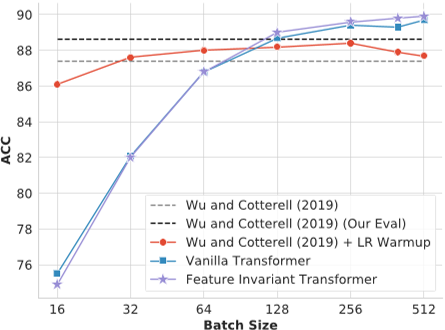 90
88
86
84
82
80
78
76
ACC
Wu and Cotterell (2019)
Wu and Cotterell (2019) (Our Eval)
Wu and Cotterell (2019) + LR Warmup
Vanilla Transformer
Feature Invariant Transformer
16 32 64 128 256 512
Batch Size